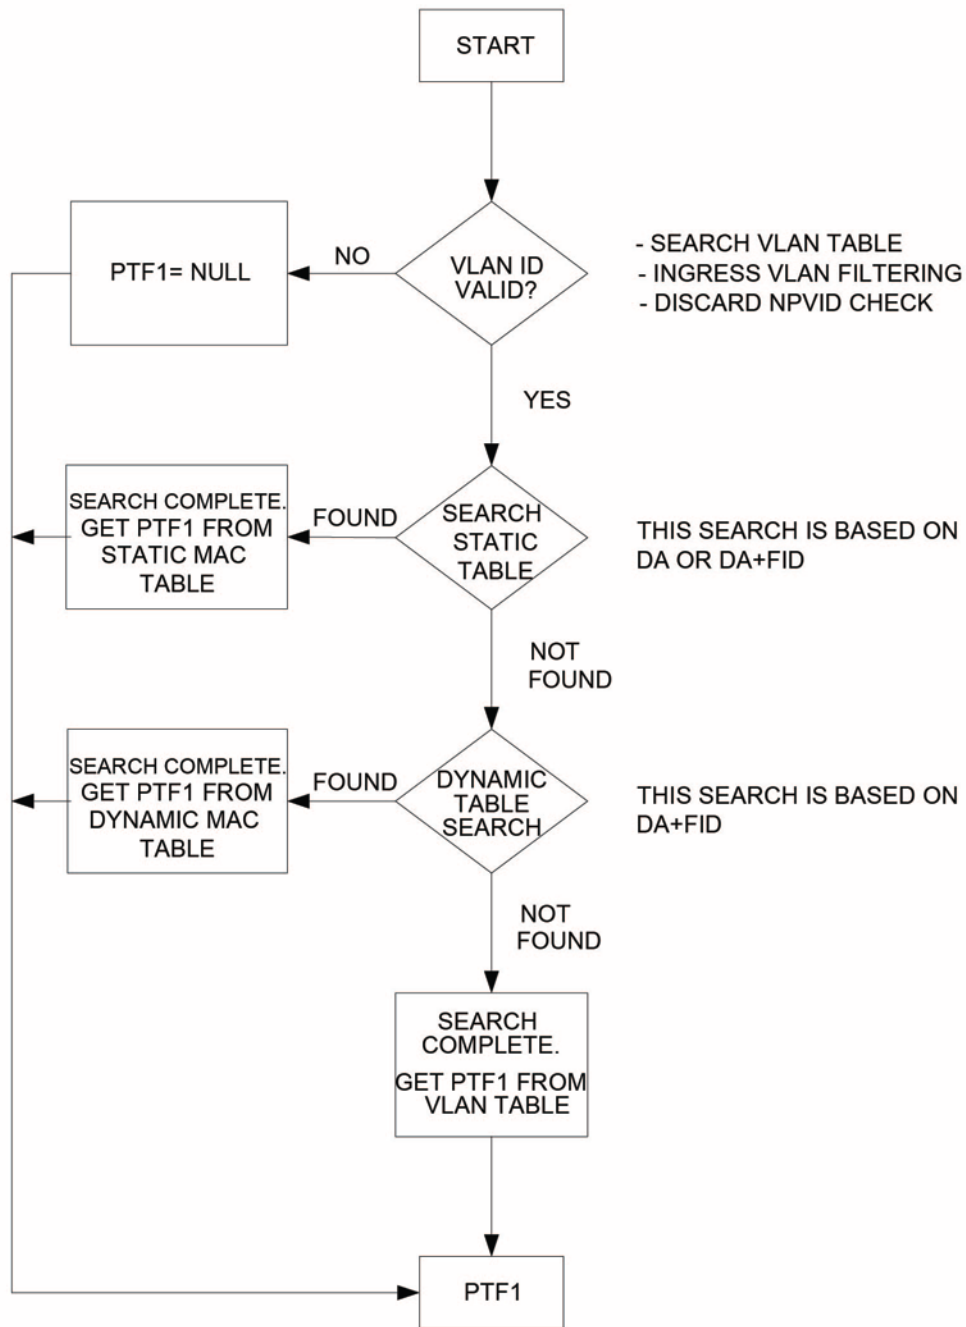 START
NO
PTF1= NULL
VLAN ID
VALID?
- SEARCH VLAN TABLE
- INGRESS VLAN FILTERING
- DISCARD NPVID CHECK
YES
SEARCH COMPLETE.
GET PTF1 FROM
STATIC MAC
TABLE
FOUND
SEARCH
STATIC
TABLE
THIS SEARCH IS BASED ON
DA OR DA+FID
NOT
FOUND
SEARCH COMPLETE.
GET PTF1 FROM
DYNAMIC MAC
TABLE
FOUND
DYNAMIC
TABLE
SEARCH
THIS SEARCH IS BASED ON
DA+FID
NOT
FOUND
SEARCH
COMPLETE.
GET PTF1 FROM
VLAN TABLE
PTF1